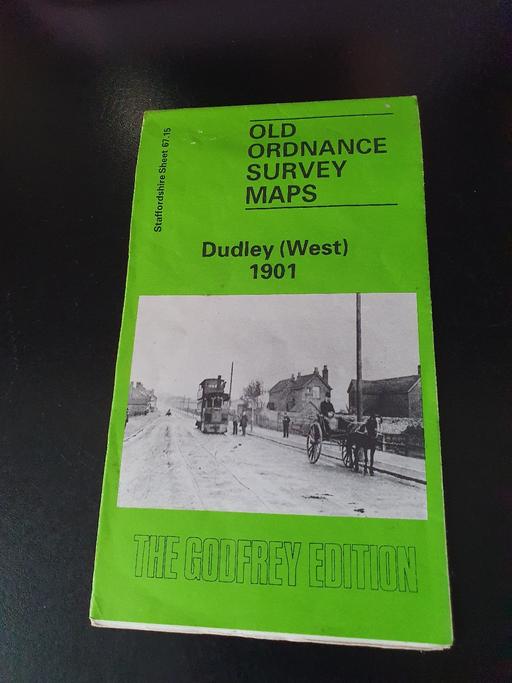 Staffordshire Sheet 67.15
OLD
ORDNANCE
SURVEY
MAPS
Dudley (West)
1901
THE GODFREY EDITION